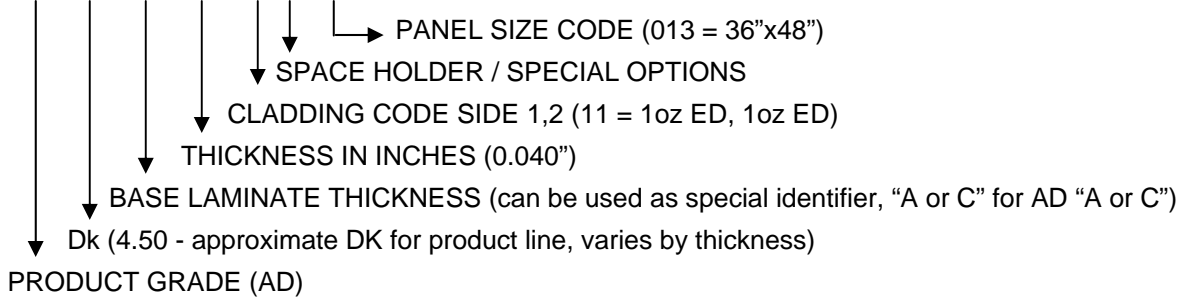 PANEL SIZE CODE (013 = 36”x48”)
SPACE HOLDER / SPECIAL OPTIONS
CLADDING CODE SIDE 1,2 (11 = 1oz ED, 1oz ED)
THICKNESS IN INCHES (0.040”)
BASE LAMINATE THICKNESS (can be used as special identifier, “A or C” for AD “A or C”)
Dk (4.50 - approximate DK for product line, varies by thickness)
PRODUCT GRADE (AD)